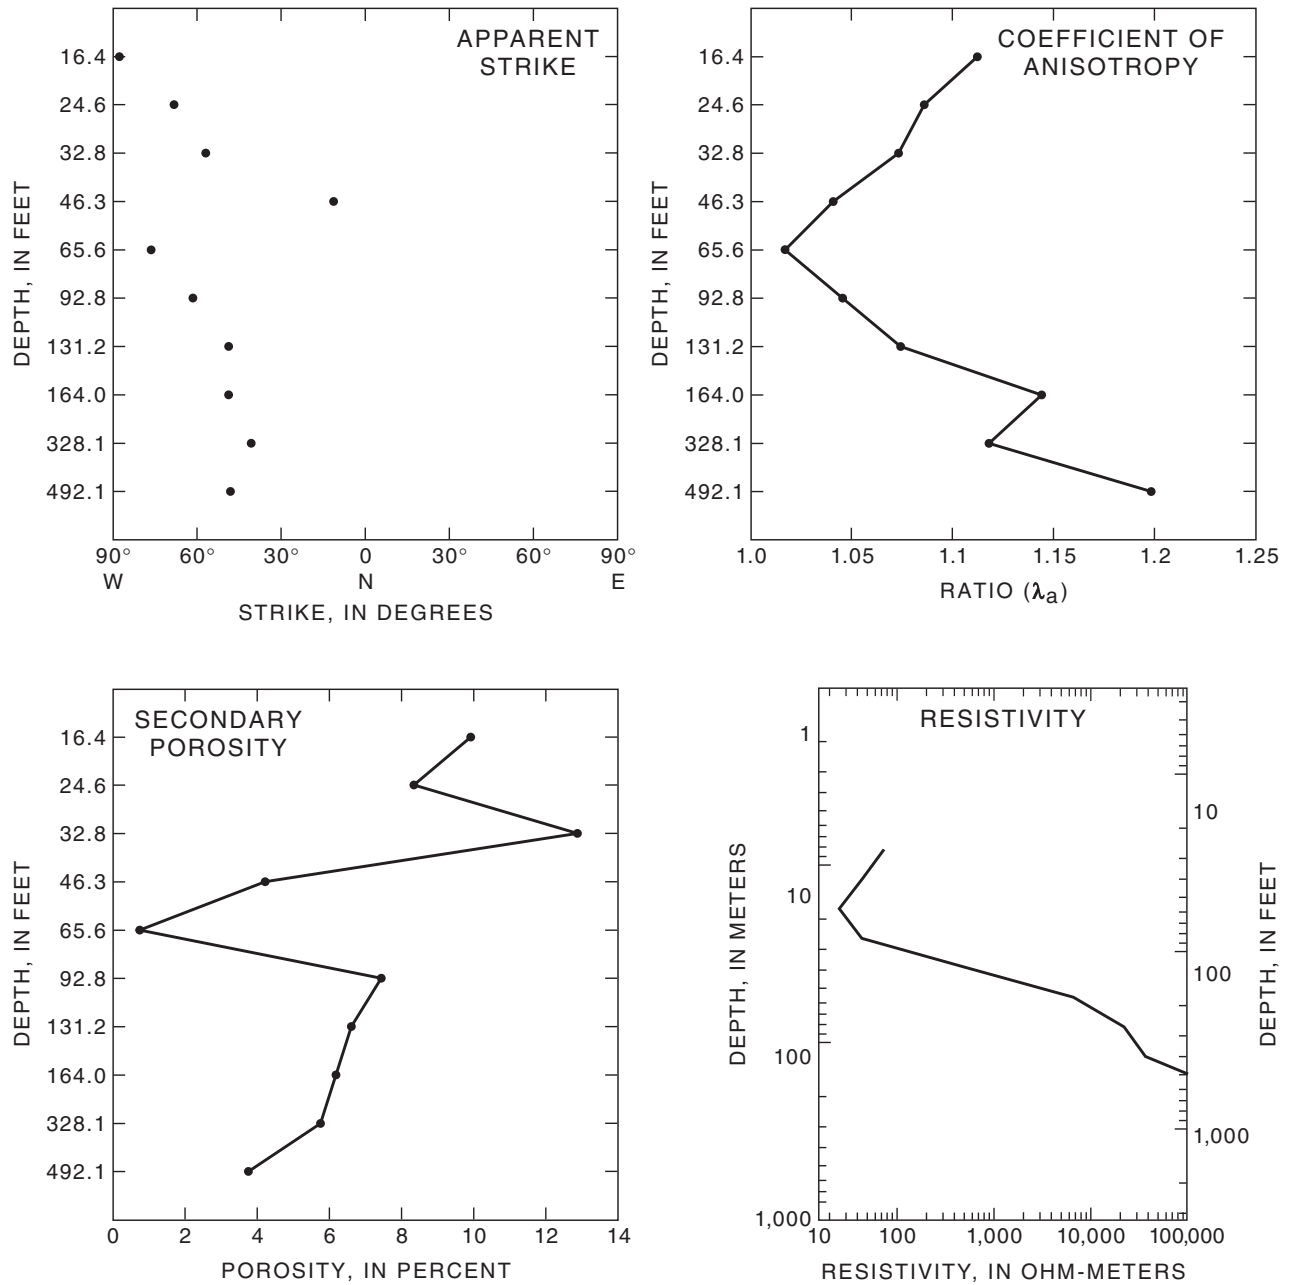 APPARENT
STRIKE
DEPTH, IN FEET
16.4
24.6
32.8
46.3
65.6
92.8
131.2
164.0
328.1
492.1
90° 60° 30° 0 30° 60° 90°
W N E
STRIKE, IN DEGREES
COEFFICIENT OF
ANISOTROPY
DEPTH, IN FEET
16.4
24.6
32.8
46.3
65.6
92.8
131.2
164.0
328.1
492.1
1.0 1.05 1.1 1.15 1.2 1.25
RATIO (λa)
SECONDARY
POROSITY
DEPTH, IN FEET
16.4
24.6
32.8
46.3
65.6
92.8
131.2
164.0
328.1
492.1
0 2 4 6 8 10 12 14
POROSITY, IN PERCENT
RESISTIVITY
DEPTH, IN METERS
1
10
100
1,000
DEPTH, IN FEET
10
100
1,000
10 100 1,000 10,000 100,000
RESISTIVITY, IN OHM-METERS